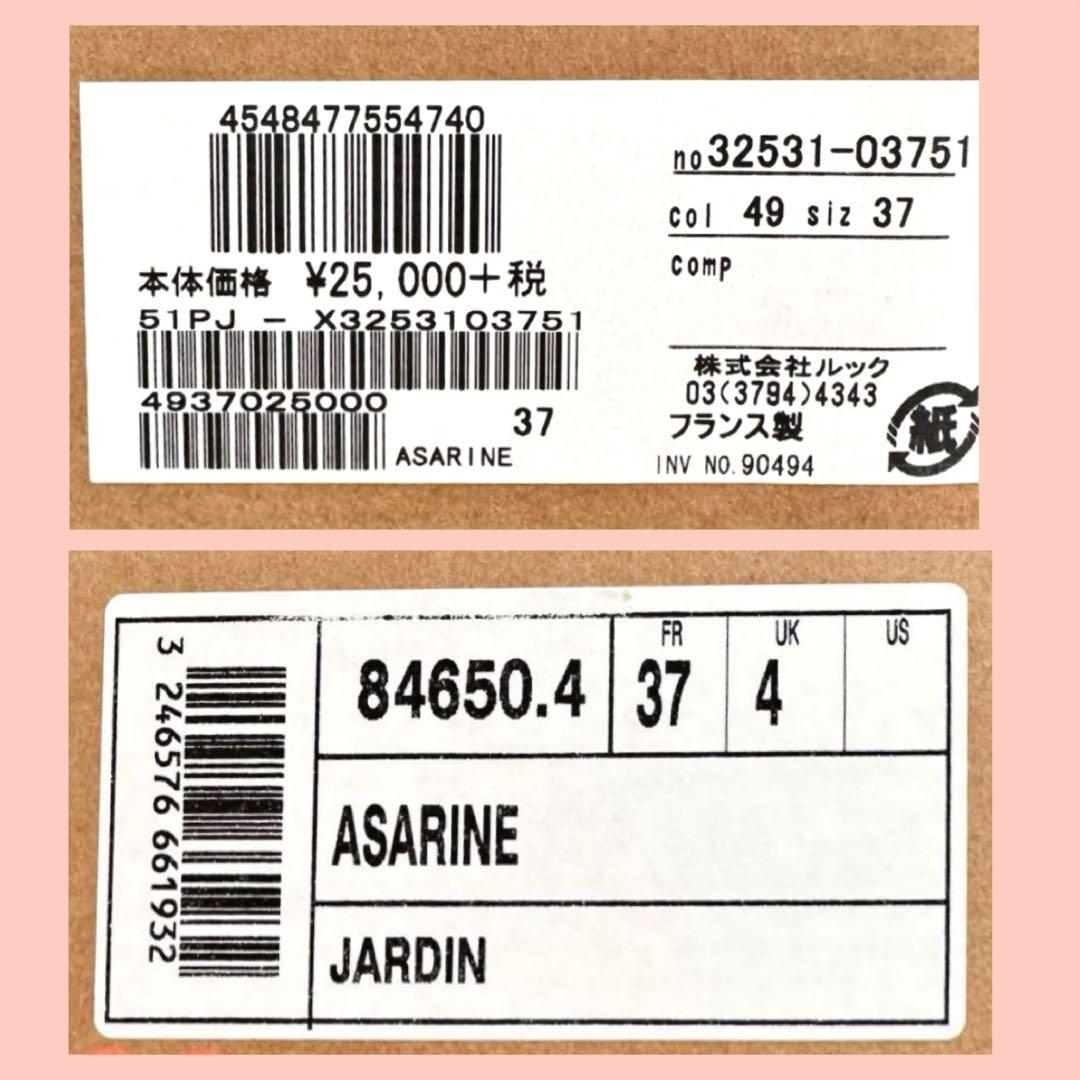 4548477554740
本体価格 ¥25,000+税
51PJ - X3253103751
4937025000
37
ASARINE
no 32531-03751
col 49 siz 37
comp
株式会社ルック
03(3794)4343
フランス製
INV NO.90494
紙
3 246576 661932
84650.4
FR
37
UK
4
US
ASARINE
JARDIN